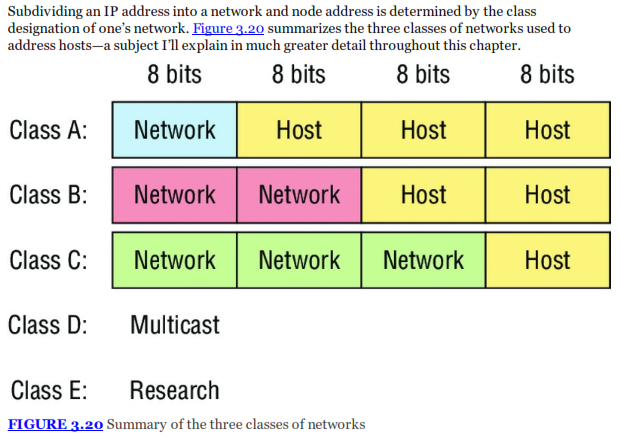 Subdividing an IP address into a network and node address is determined by the class
designation of one’s network. Figure 3.20 summarizes the three classes of networks used to
address hosts—a subject I’ll explain in much greater detail throughout this chapter.
8 bits 8 bits 8 bits 8 bits
Class A: Network Host Host Host
Class B: Network Network Host Host
Class C: Network Network Network Host
Class D: Multicast
Class E: Research
FIGURE 3.20 Summary of the three classes of networks